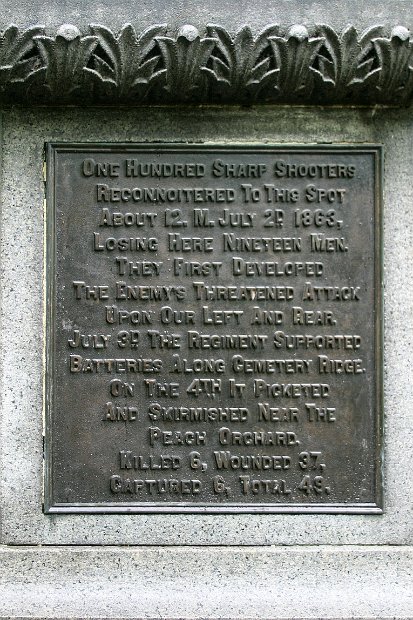 One Hundred Sharp Shooters
Reconnoitered To This Spot
About 12. M. July 2D 1863,
Losing Here Nineteen Men.
They First Developed
The Enemy's Threatened Attack
Upon Our Left And Rear.
July 3D. The Regiment Supported
Batteries Along Cemetery Ridge.
On The 4TH It Picketed
And Skirmished Near The
Peach Orchard.
Killed 6, Wounded 37,
Captured 6, Total 49.